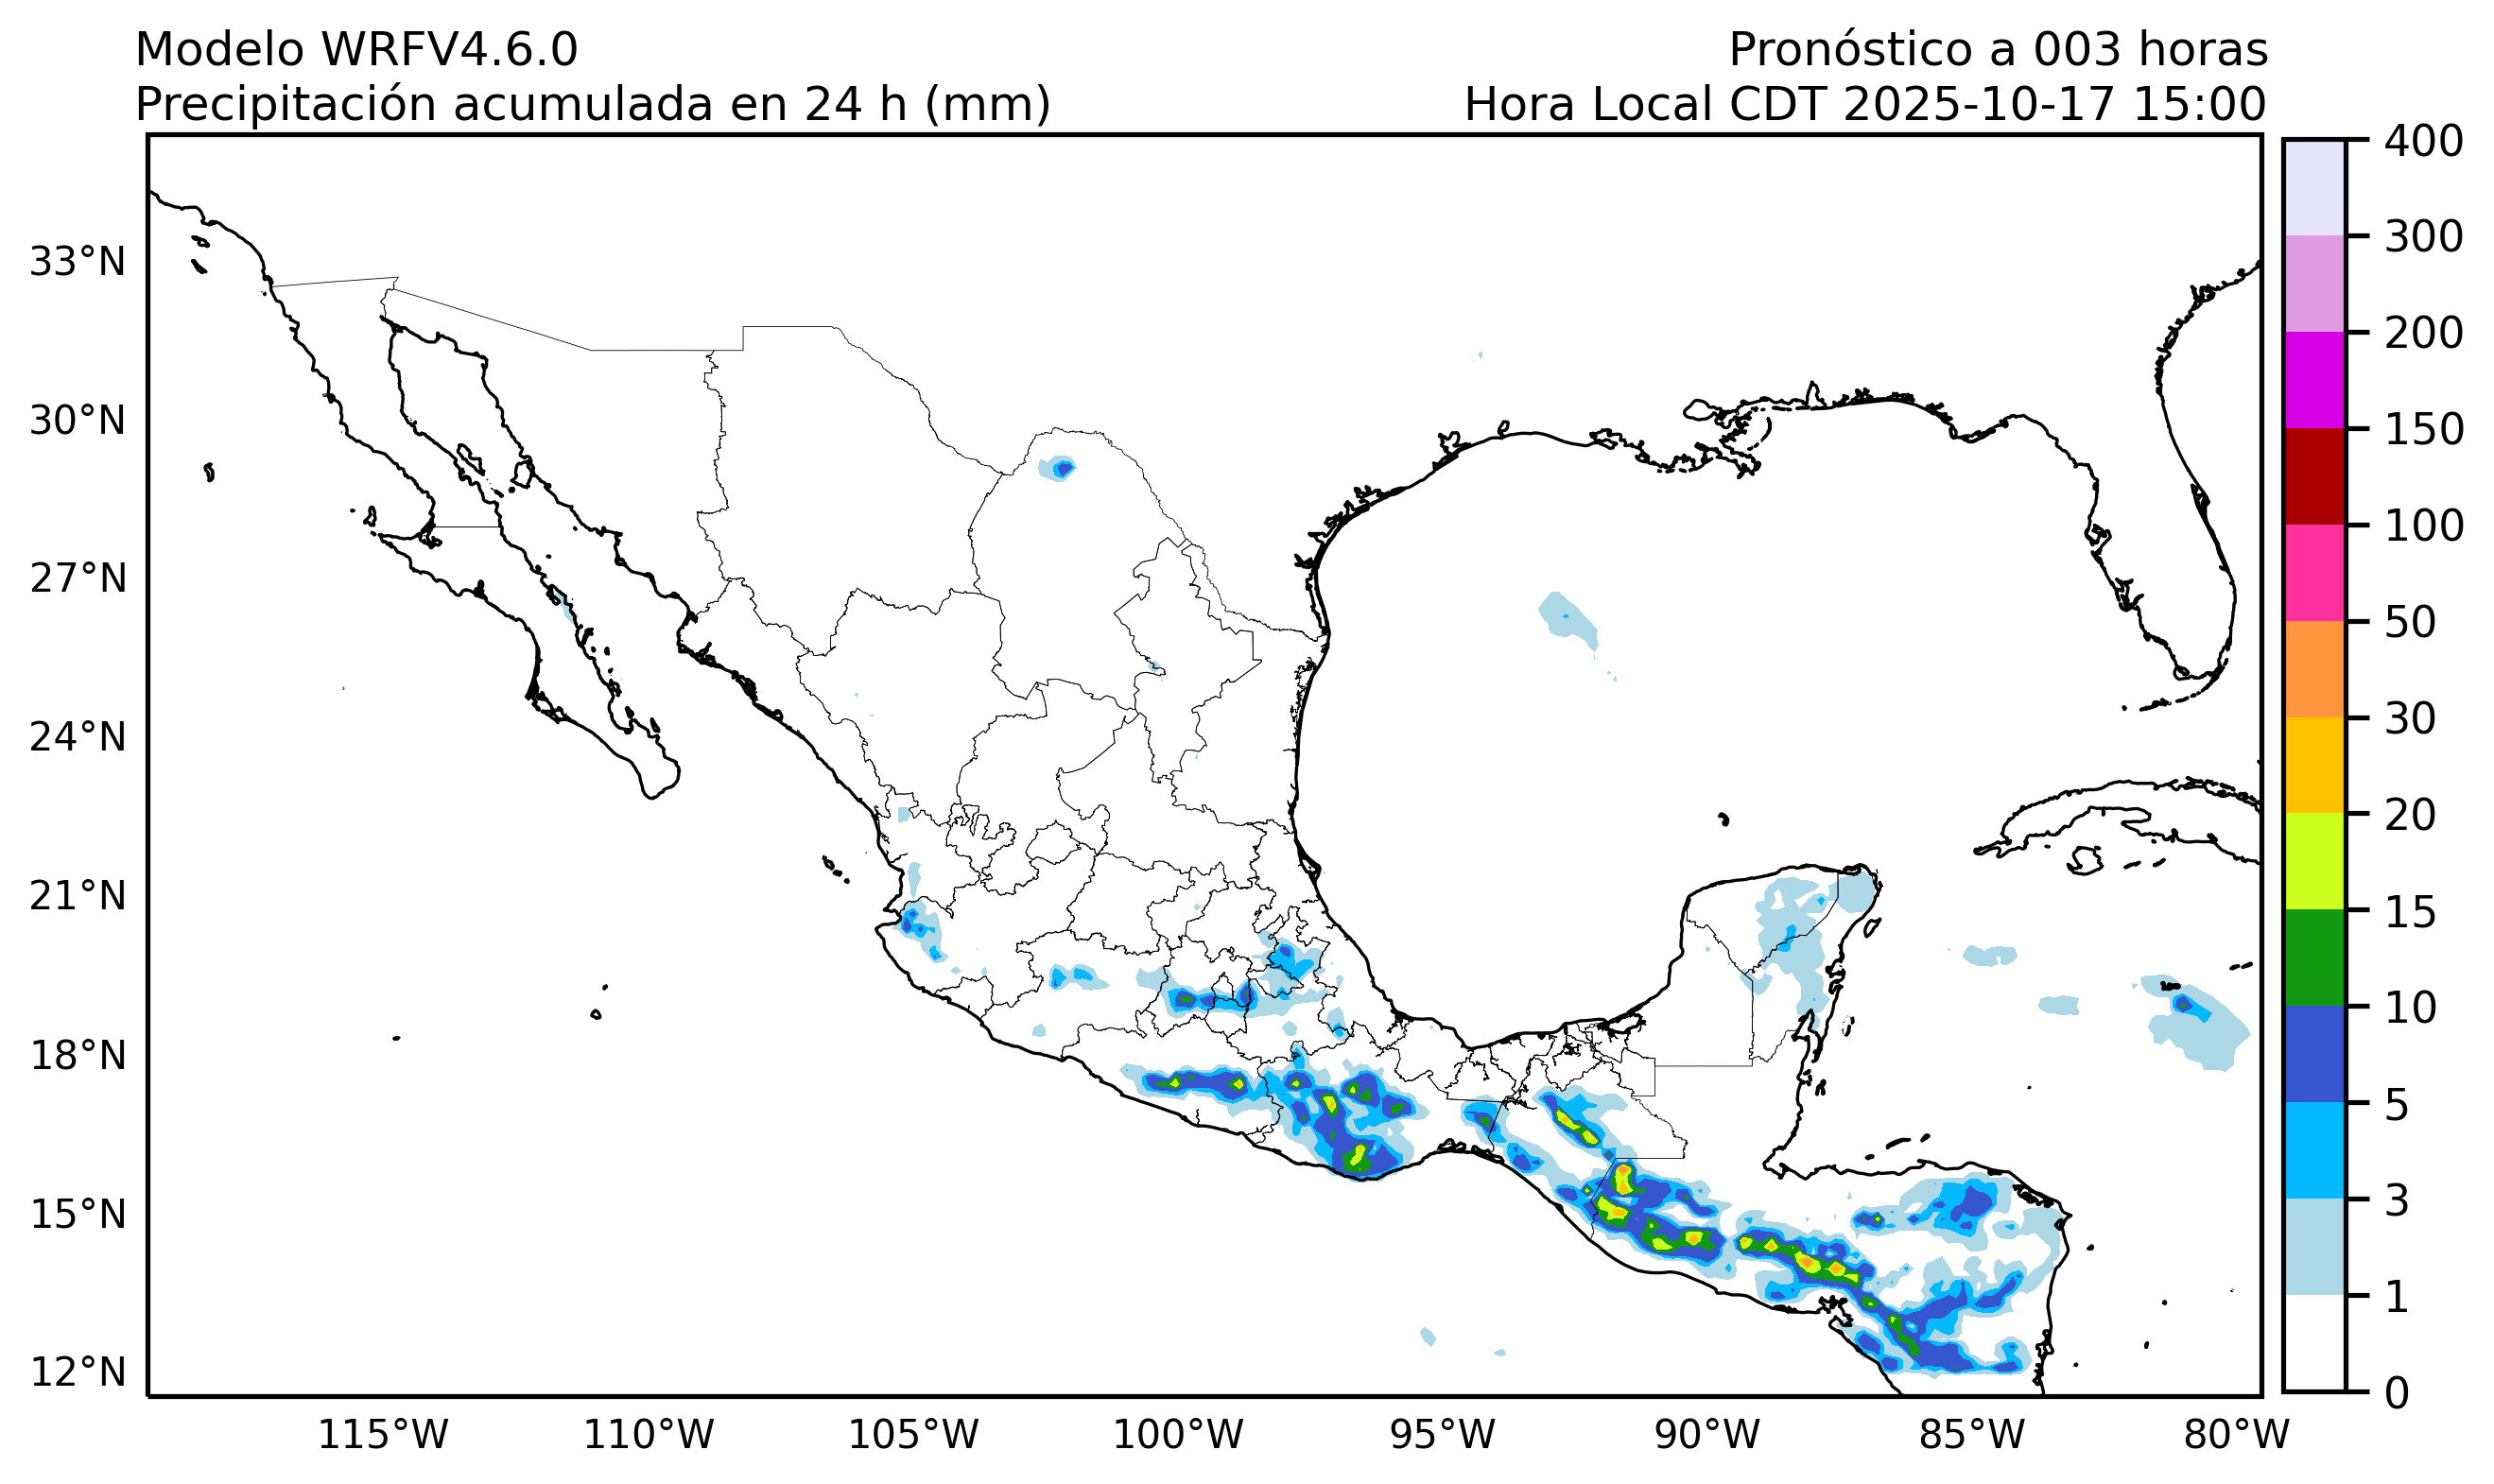 Modelo WRFV4.6.0
Pronóstico a 003 horas
Precipitación acumulada en 24 h (mm)
Hora Local CDT 2025-10-17 15:00
33°N
30°N
27°N
24°N
21°N
18°N
15°N
12°N
115°W
110°W
105°W
100°W
95°W
90°W
85°W
80°W
400
300
200
150
100
50
30
20
15
10
5
3
1
0